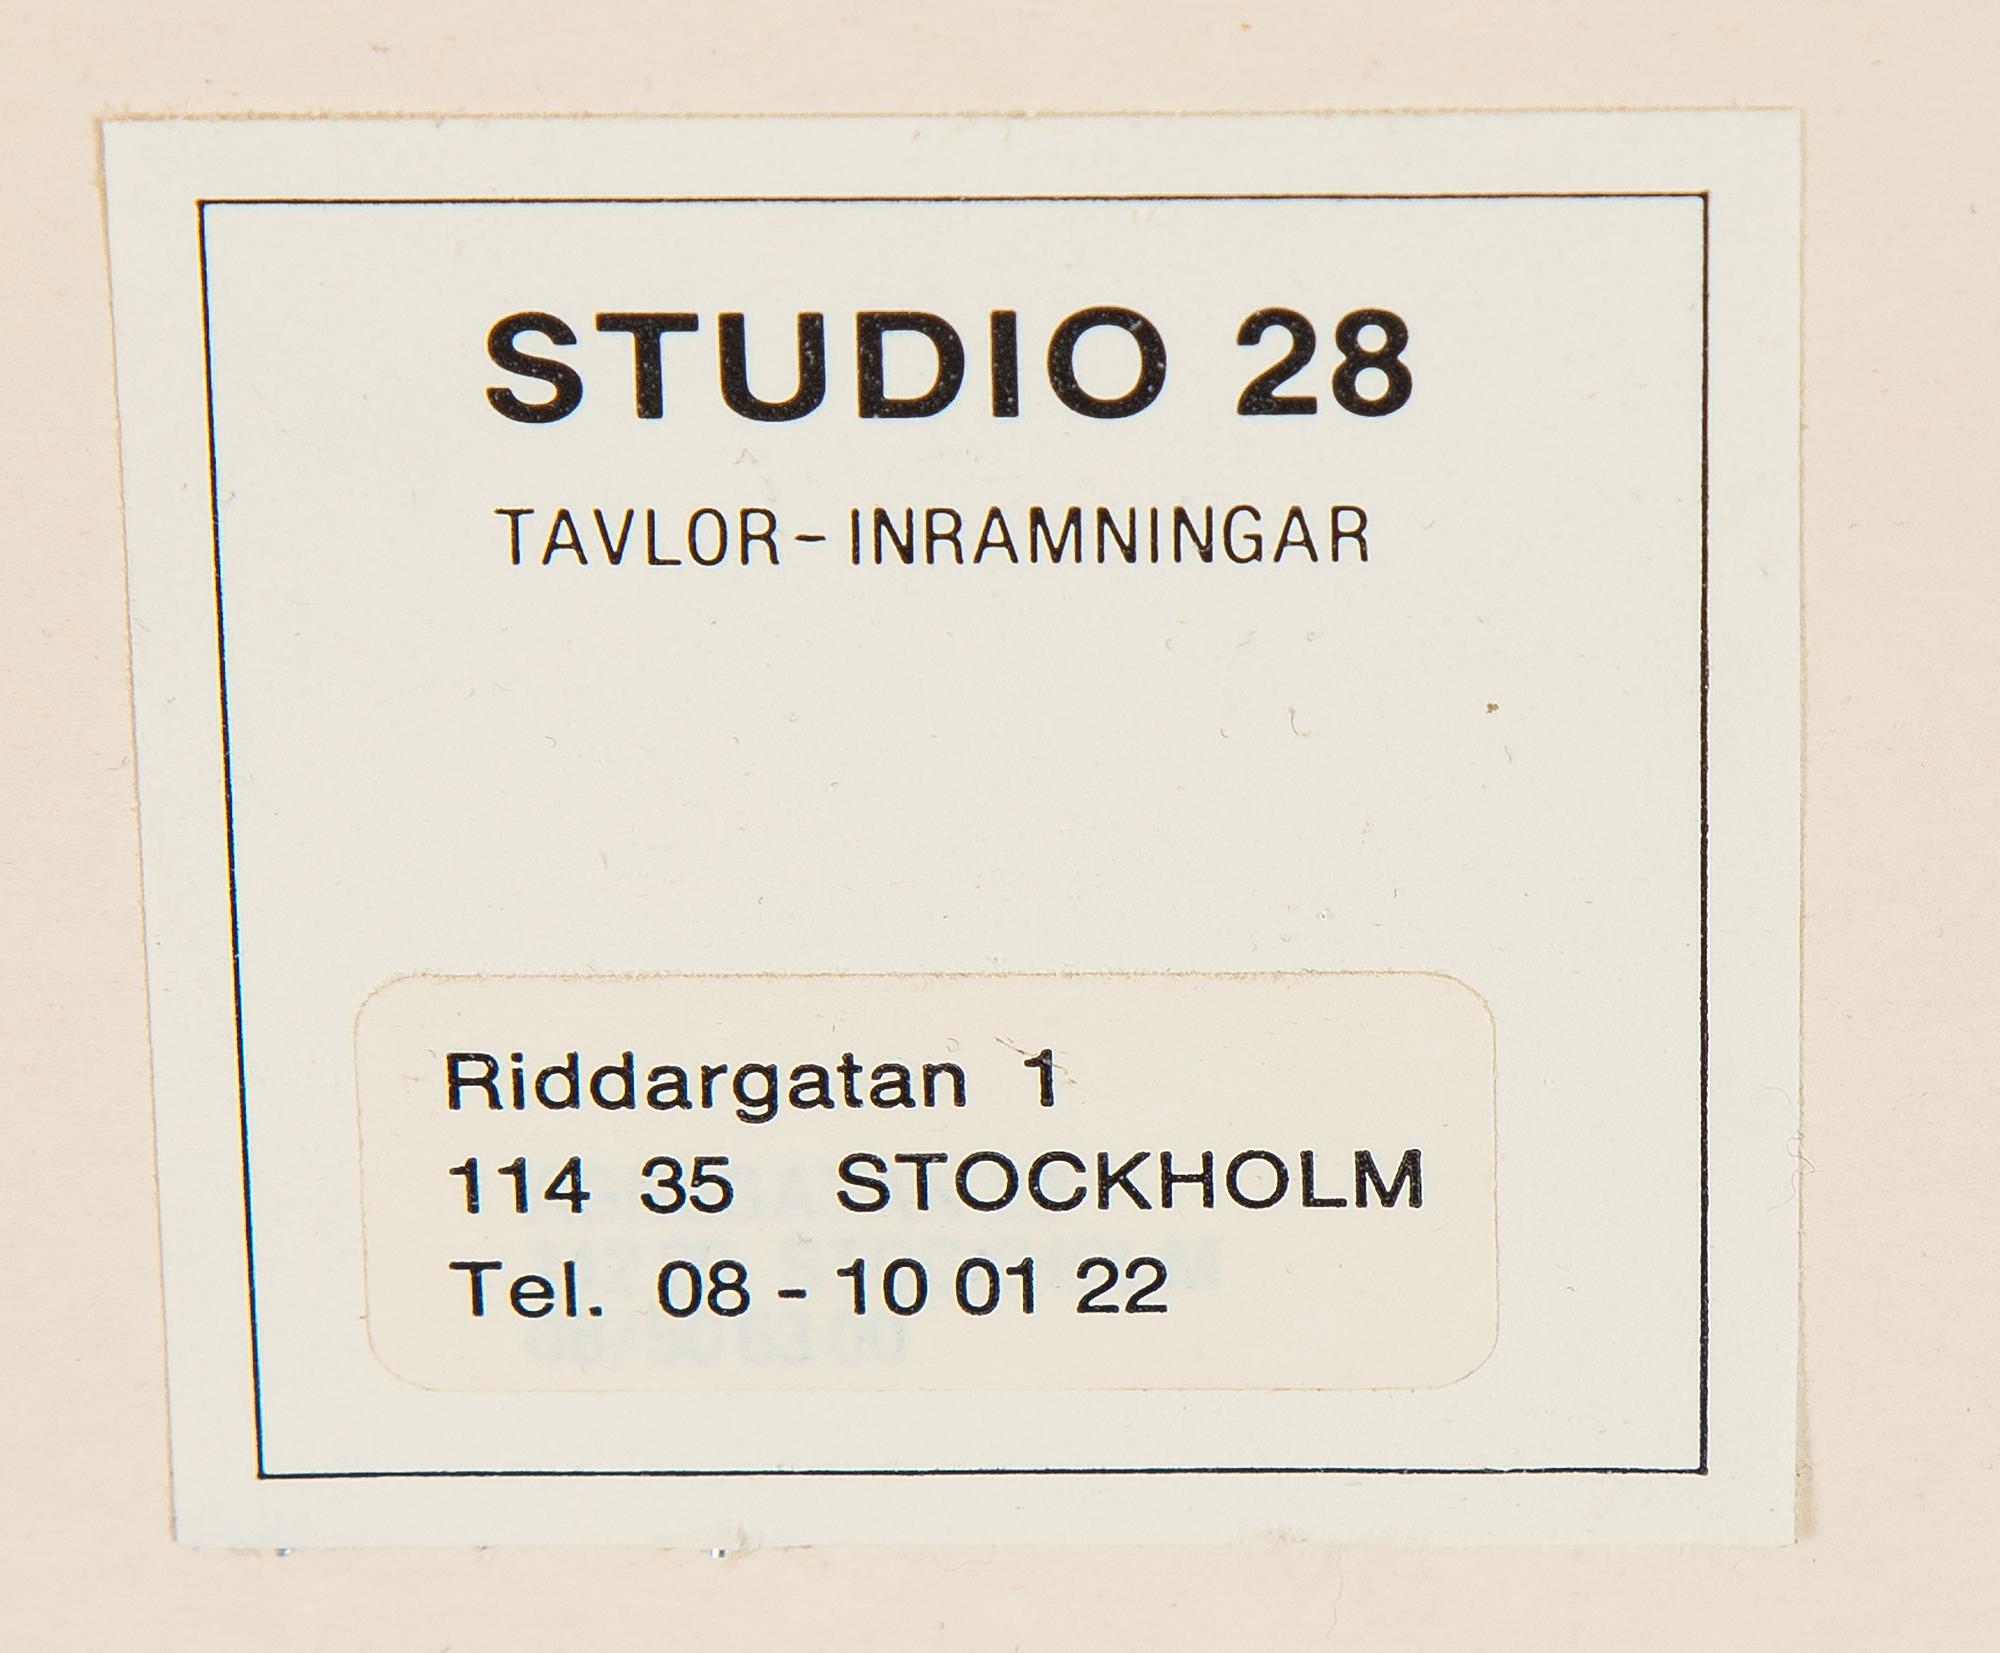 STUDIO 28
TAVLOR-INRAMNINGAR
Riddargatan 1
114 35 STOCKHOLM
Tel. 08 - 10 01 22